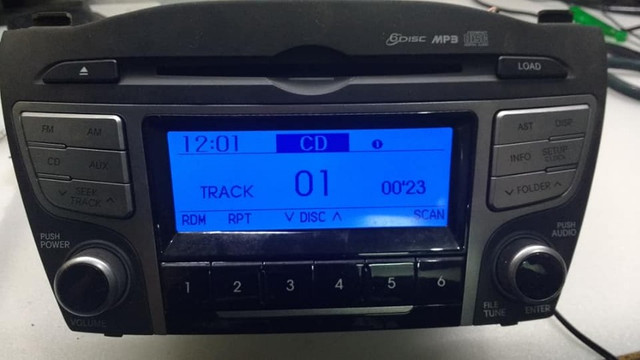 6DISC MP3
LOAD
FM AM
CD AUX
SEEK
TRACK
12:01 CD
TRACK 01 00'23
RDM RPT DISC SCAN
AST DISP
INFO SETUP
CLOCK
FOLDER
PUSH
POWER
VOLUME
1 2 3 4 5 6
PUSH
AUDIO
FILE
TUNE
ENTER